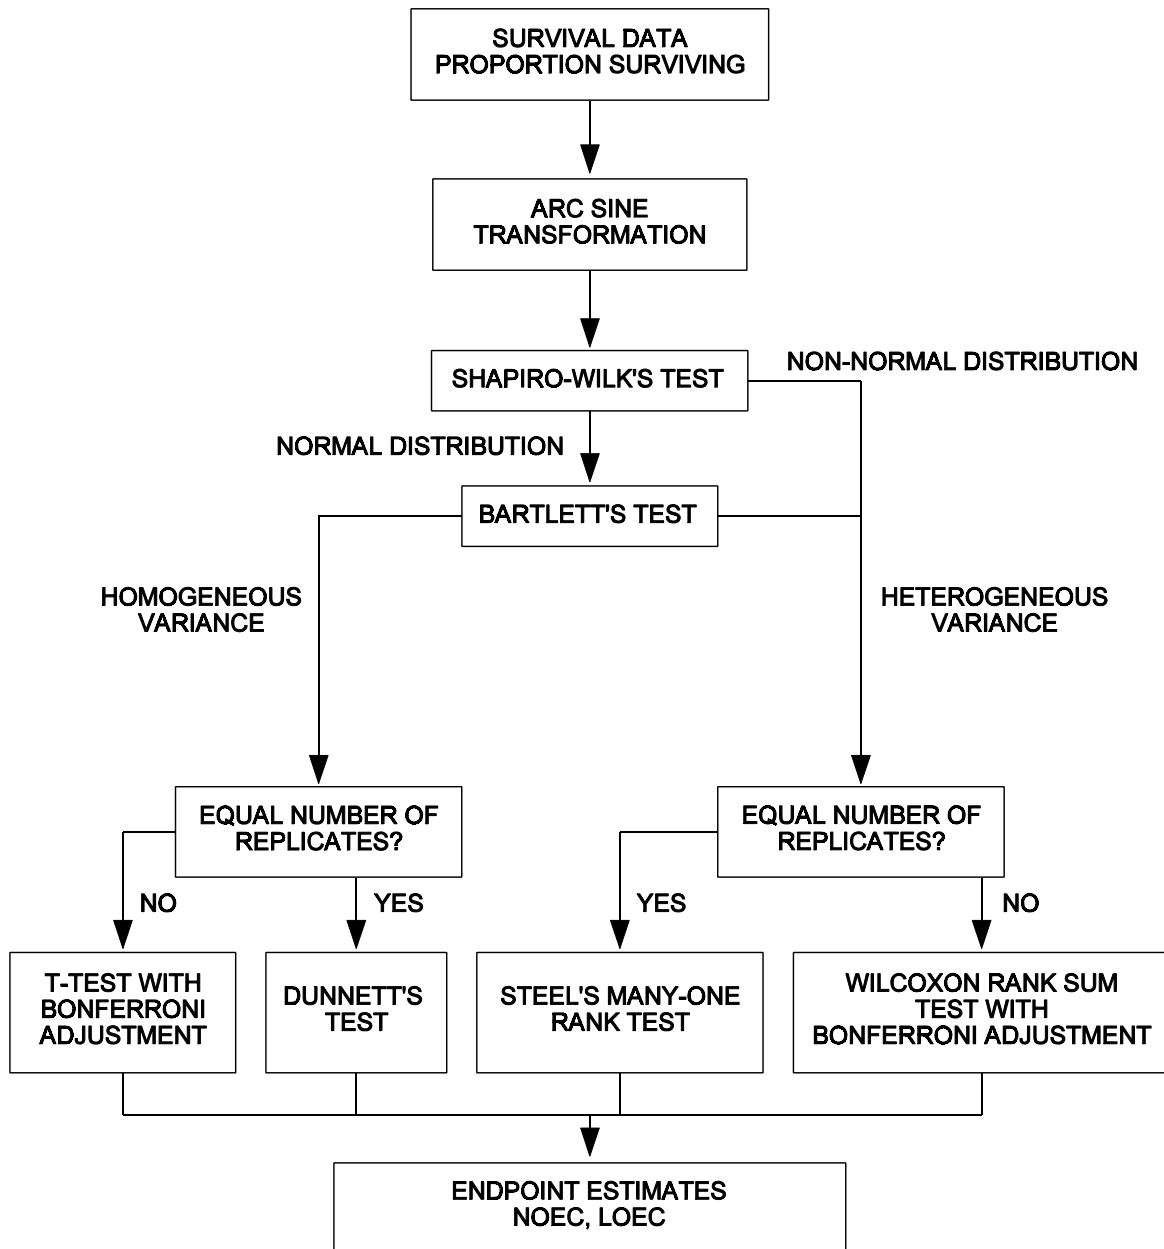 SURVIVAL DATA
PROPORTION SURVIVING
ARC SINE
TRANSFORMATION
SHAPIRO-WILK'S TEST
NON-NORMAL DISTRIBUTION
NORMAL DISTRIBUTION
BARTLETT'S TEST
HOMOGENEOUS
VARIANCE
HETEROGENEOUS
VARIANCE
EQUAL NUMBER OF
REPLICATES?
EQUAL NUMBER OF
REPLICATES?
NO
YES
YES
NO
T-TEST WITH
BONFERRONI
ADJUSTMENT
DUNNETT'S
TEST
STEEL'S MANY-ONE
RANK TEST
WILCOXON RANK SUM
TEST WITH
BONFERRONI ADJUSTMENT
ENDPOINT ESTIMATES
NOEC, LOEC